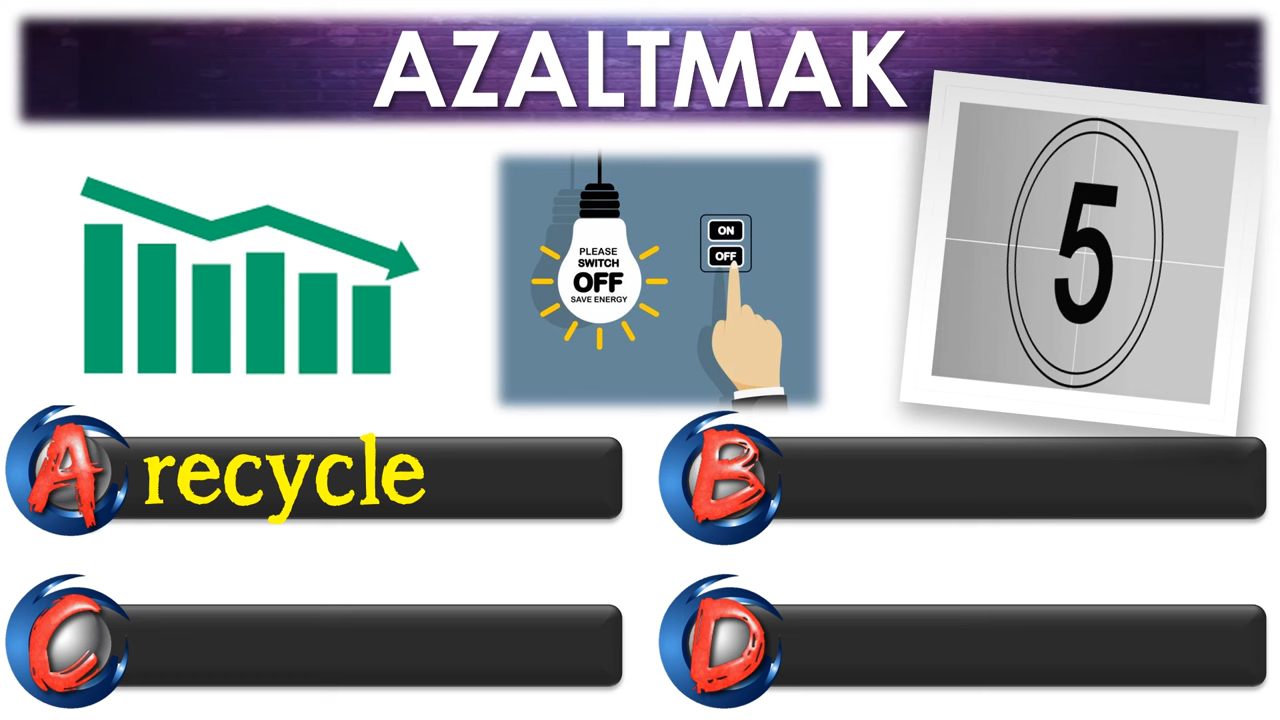 AZALTMAK
PLEASE
SWITCH
OFF
SAVE ENERGY
ON
OFF
5
A recycle
B
C
D